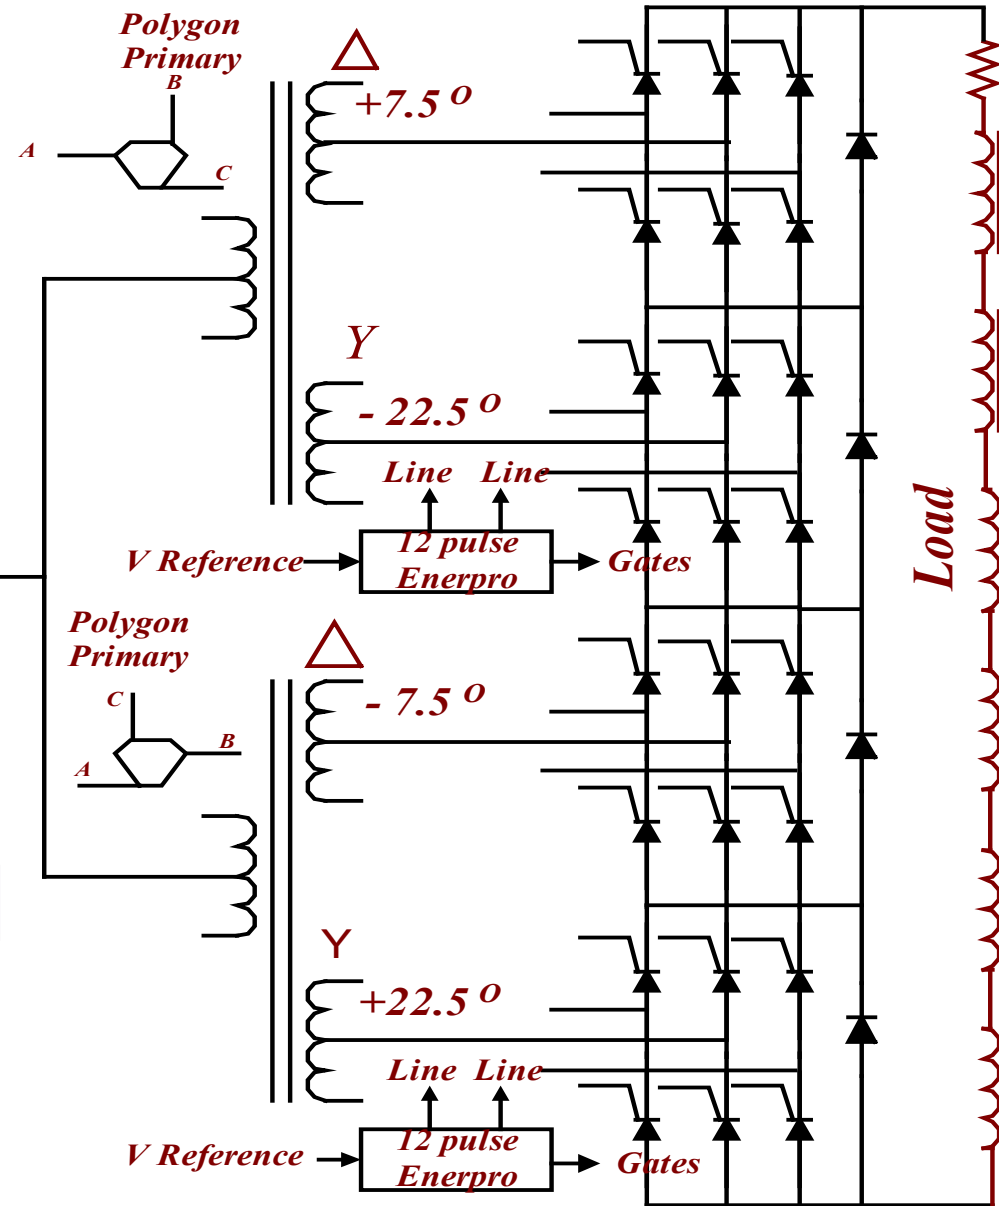 Polygon
Primary
B
A
C
+7.5 O
Y
- 22.5 O
Line Line
V Reference
12 pulse
Enerpro
Gates
Load
Polygon
Primary
C
B
A
- 7.5 O
Y
+22.5 O
Line Line
V Reference
12 pulse
Enerpro
Gates